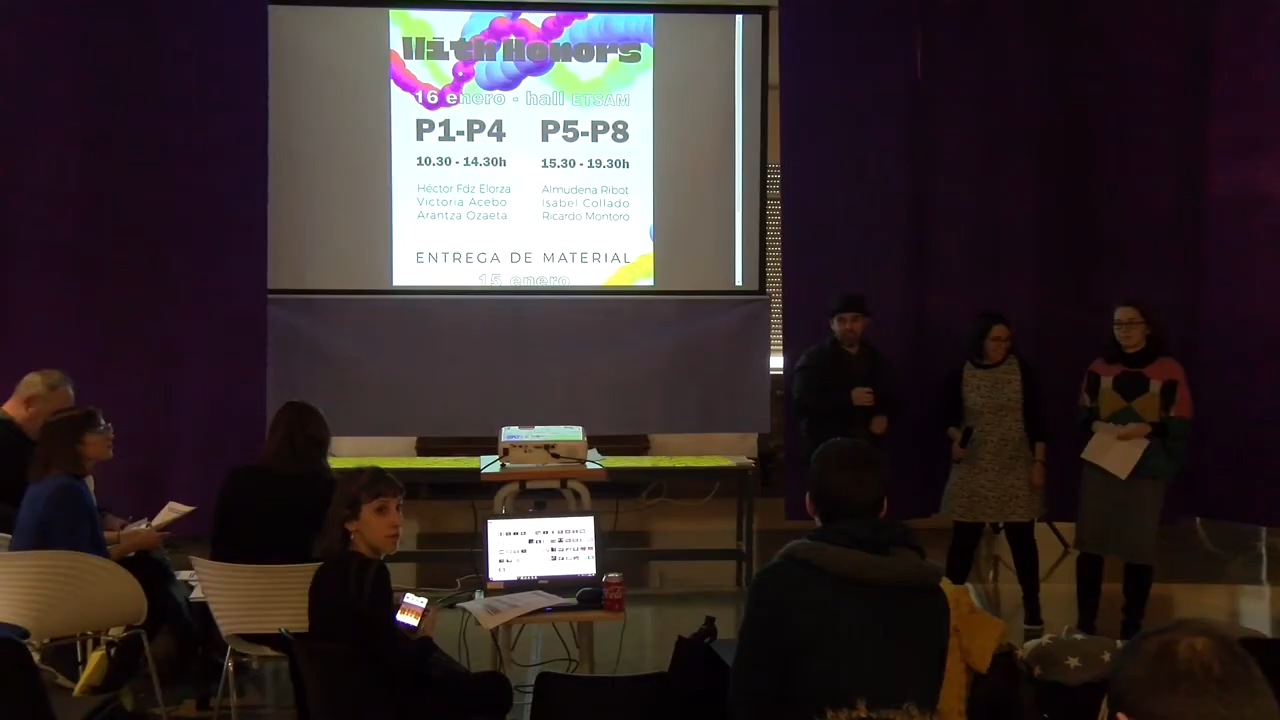 With Honors
16 enero - hall ETSAM
P1-P4 P5-P8
10.30 - 14.30h 15.30 - 19.30h
Héctor Fdz Elorza Almudena Ribot
Victoria Acebo Isabel Collado
Arantza Ozaeta Ricardo Montoro
ENTREGA DE MATERIAL
15 enero